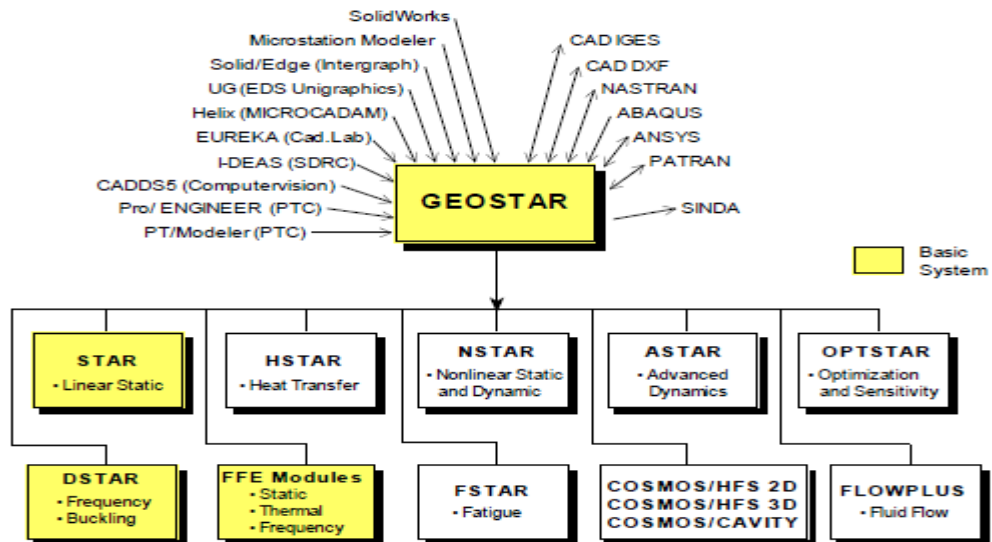 SolidWorks
Microstation Modeler
Solid/Edge (Intergraph)
UG (EDS Unigraphics)
Helix (MICROCADAM)
EUREKA (Cad.Lab)
I-DEAS (SDRC)
CADDS5 (Computervision)
Pro/ ENGINEER (PTC)
PT/Modeler (PTC)
CAD IGES
CAD DXF
NASTRAN
ABAQUS
ANSYS
PATRAN
SINDA
GEOSTAR
Basic
System
STAR
• Linear Static
HSTAR
• Heat Transfer
NSTAR
• Nonlinear Static
and Dynamic
ASTAR
• Advanced
Dynamics
OPTSTAR
• Optimization
and Sensitivity
DSTAR
• Frequency
• Buckling
FFE Modules
• Static
• Thermal
• Frequency
FSTAR
• Fatigue
COSMOS/HFS 2D
COSMOS/HFS 3D
COSMOS/CAVITY
FLOWPLUS
• Fluid Flow